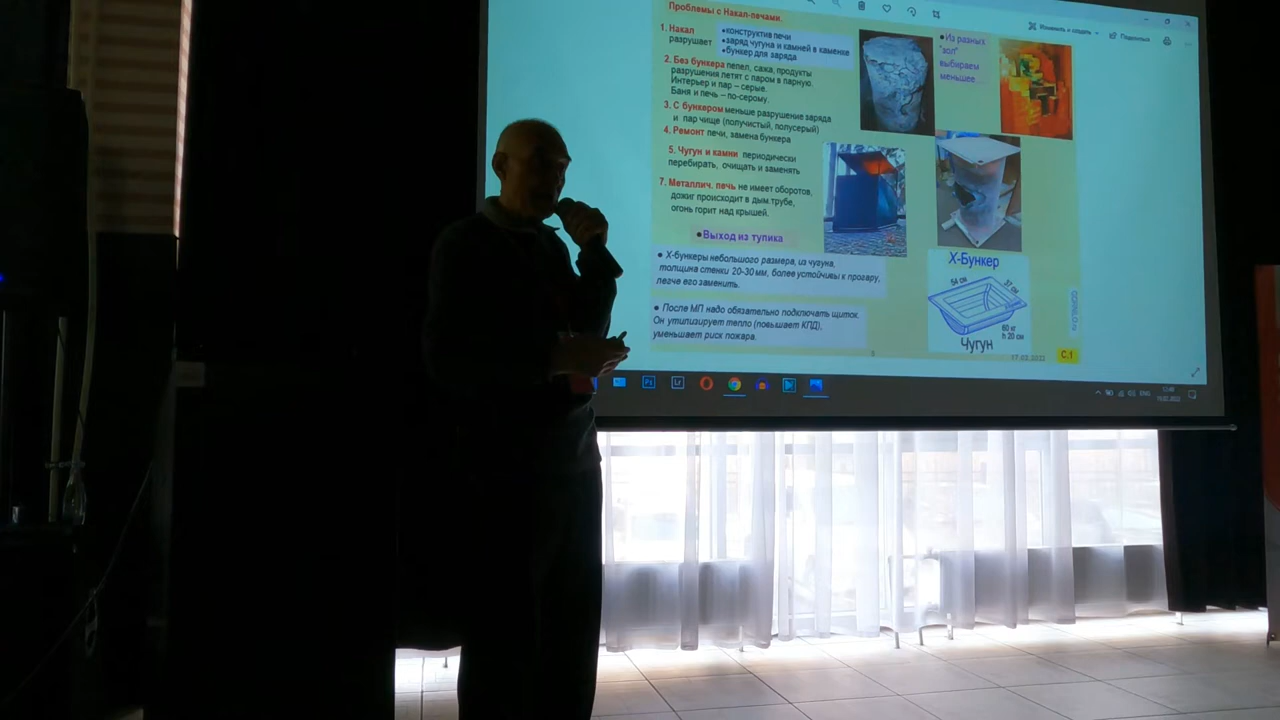 Проблемы с Накал-печами.
Изменить и создать
Поделиться
1. Накал
разрушает
•конструктив печи
•заряд чугуна и камней в каменке
•бункер для заряда
2. Без бункера пепел, сажа, продукты
разрушения летят с паром в парную.
Интерьер и пар – серые.
Баня и печь – по-серому.
3. С бункером меньше разрушение заряда
и пар чище (получистый, полусерый)
4. Ремонт печи, замена бункера
5. Чугун и камни периодически
перебирать, очищать и заменять
7. Металлич. печь не имеет оборотов,
дожиг происходит в дым.трубе,
огонь горит над крышей.
•Выход из тупика
• Х-бункеры небольшого размера, из чугуна,
толщина стенки 20-30 мм, более устойчивы к прогару,
легче его заменить.
• После МП надо обязательно подключать щиток.
Он утилизирует тепло (повышает КПД),
уменьшает риск пожара.
•Из разных
"зол"
выбираем
меньшее...
Х-Бункер
54 см
37 см
60 кг
h 20 см
Чугун
С.1
Ps
Lr
ENG